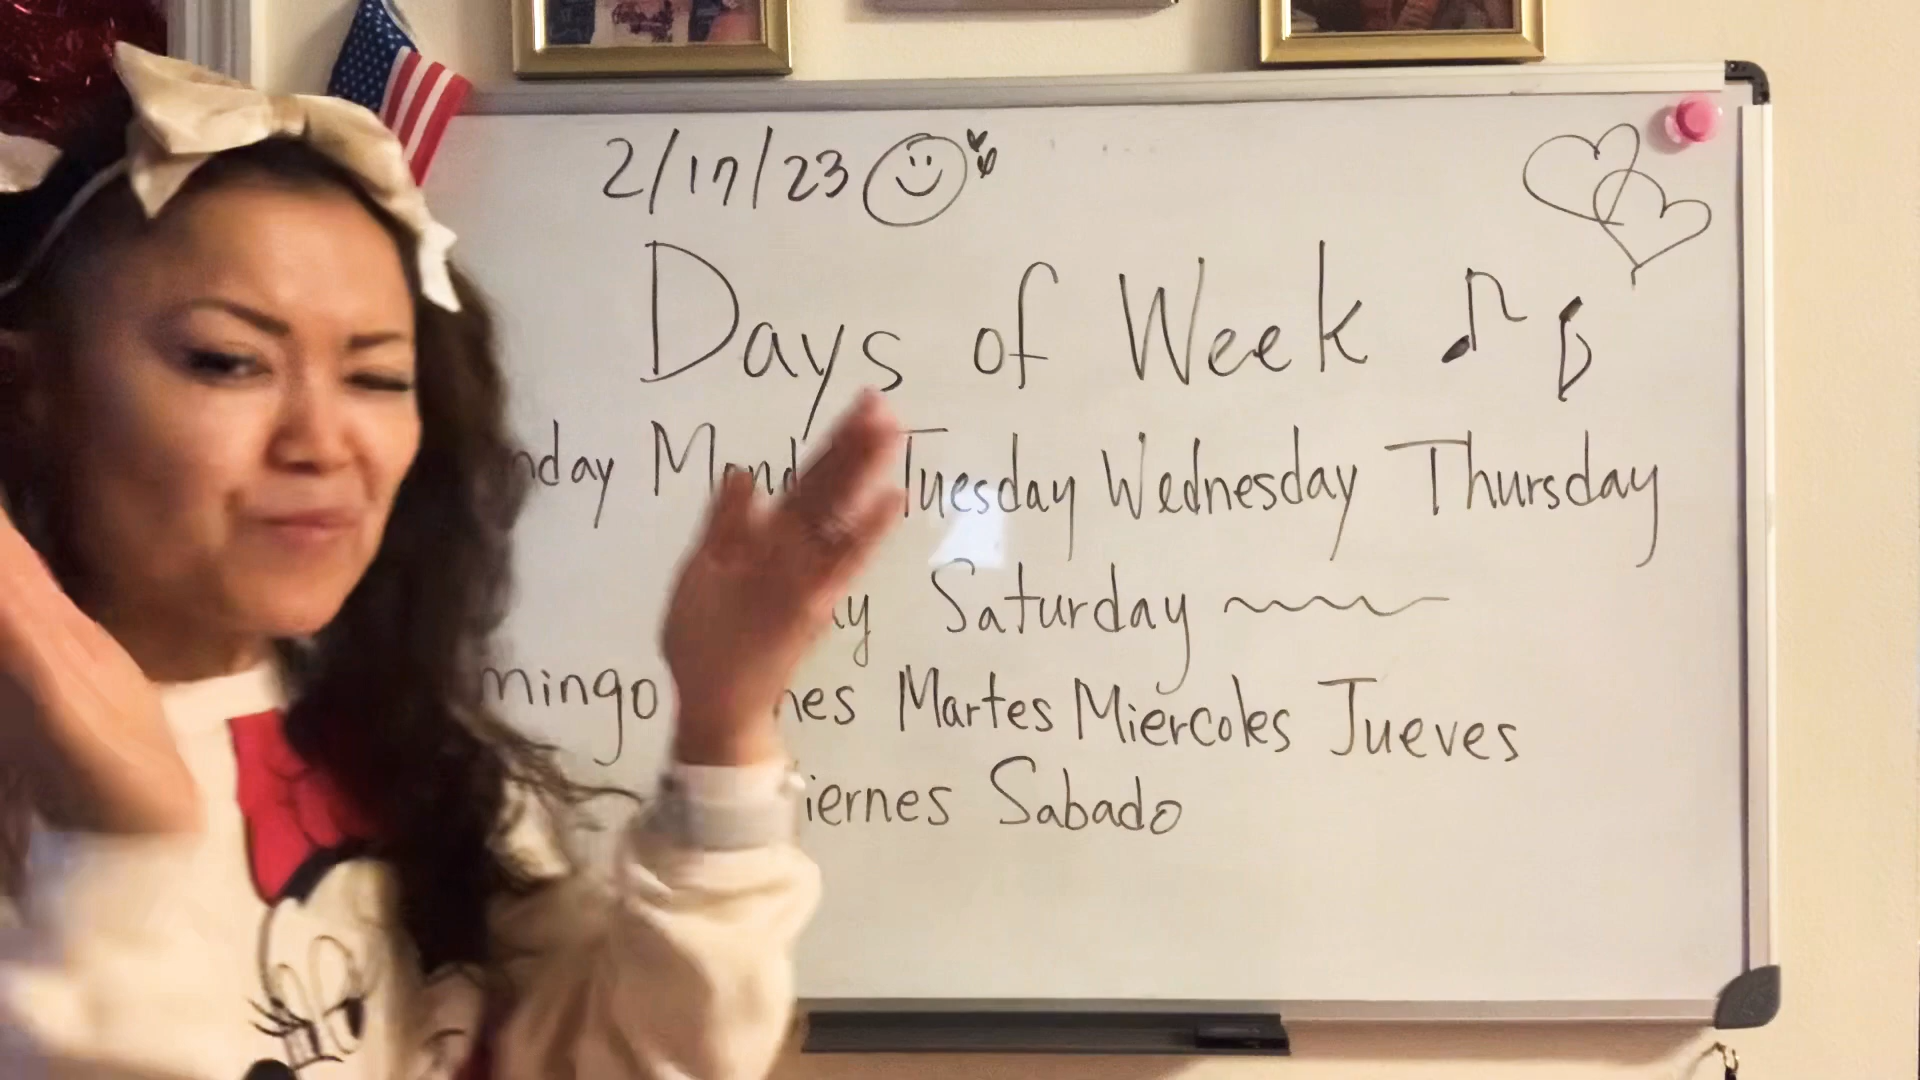 2/17/23
Days of Week
nday Mond Tuesday Wednesday Thursday
ay Saturday
mingo nes Martes Miercoles Jueves
iernes Sabado